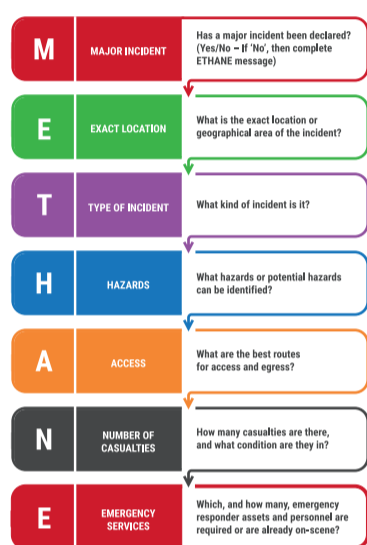 M
MAJOR INCIDENT
Has a major incident been declared?
(Yes/No – If 'No', then complete
ETHANE message)
E
EXACT LOCATION
What is the exact location or
geographical area of the incident?
T
TYPE OF INCIDENT
What kind of incident is it?
H
HAZARDS
What hazards or potential hazards
can be identified?
A
ACCESS
What are the best routes
for access and egress?
N
NUMBER OF
CASUALTIES
How many casualties are there,
and what condition are they in?
E
EMERGENCY
SERVICES
Which, and how many, emergency
responder assets and personnel are
required or are already on-scene?